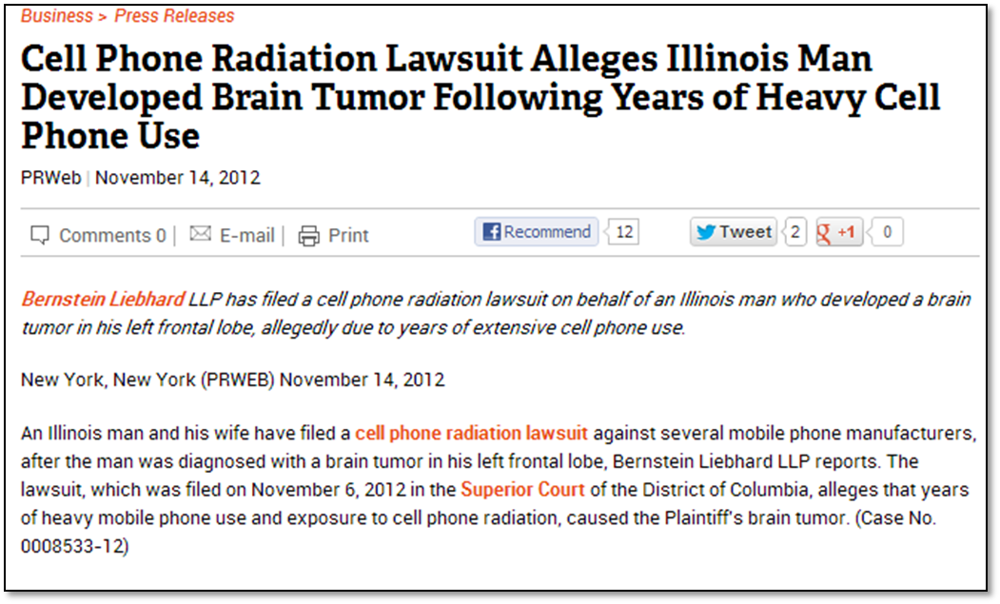 Business > Press Releases
Cell Phone Radiation Lawsuit Alleges Illinois Man
Developed Brain Tumor Following Years of Heavy Cell
Phone Use
PRWeb | November 14, 2012
Comments 0 | E-mail | Print Recommend 12 Tweet 2 +1 0
Bernstein Liebhard LLP has filed a cell phone radiation lawsuit on behalf of an Illinois man who developed a brain
tumor in his left frontal lobe, allegedly due to years of extensive cell phone use.
New York, New York (PRWEB) November 14, 2012
An Illinois man and his wife have filed a cell phone radiation lawsuit against several mobile phone manufacturers,
after the man was diagnosed with a brain tumor in his left frontal lobe, Bernstein Liebhard LLP reports. The
lawsuit, which was filed on November 6, 2012 in the Superior Court of the District of Columbia, alleges that years
of heavy mobile phone use and exposure to cell phone radiation, caused the Plaintiff's brain tumor. (Case No.
0008533-12)